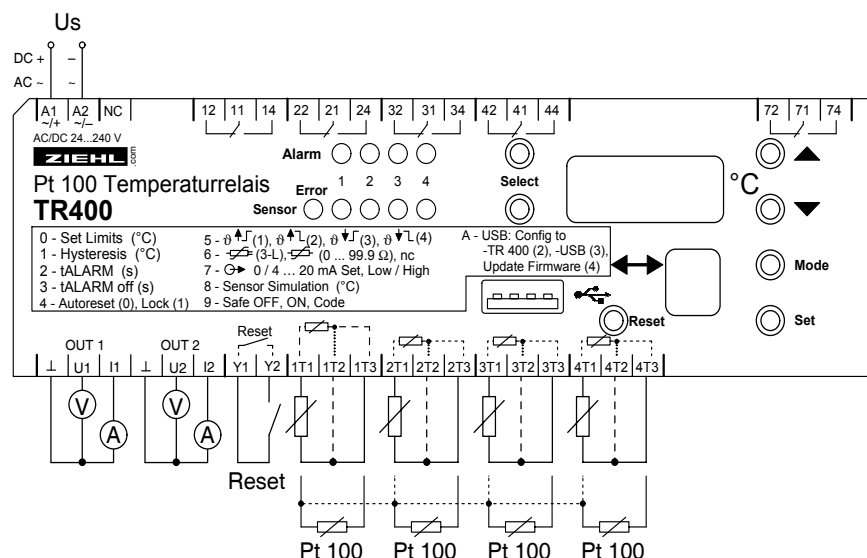 Us
DC + –
AC ~ ~
A1 A2 NC 12 11 14 22 21 24 32 31 34 42 41 44 72 71 74
~/+ ~/–
AC/DC 24...240 V
ZIEHL .com
Alarm
Pt 100 Temperaturrelais
Error 1 2 3 4
Select
°C
TR400
Sensor
0 - Set Limits (°C)
1 - Hysteresis (°C)
2 - tALARM (s)
3 - tALARM off (s)
4 - Autoreset (0), Lock (1)
5 - ϑ (1), ϑ (2), ϑ (3), ϑ (4)
6 - (3-L), (0 ... 99.9 Ω), nc
7 - 0 / 4 ... 20 mA Set, Low / High
8 - Sensor Simulation (°C)
9 - Safe OFF, ON, Code
A - USB: Config to
-TR 400 (2), -USB (3),
Update Firmware (4)
Mode
Set
Reset
OUT 1 OUT 2 Reset
⊥ U1 I1 ⊥ U2 I2 Y1 Y2 1T1 1T2 1T3 2T1 2T2 2T3 3T1 3T2 3T3 4T1 4T2 4T3
V V
A A
Reset
Pt 100 Pt 100 Pt 100 Pt 100